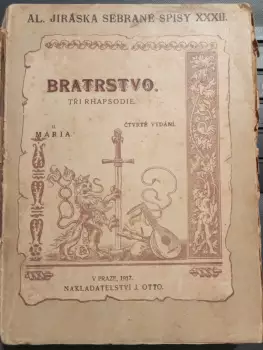 AL. JIRÁSKA SEBRANÉ SPISY XXXII.
BRATRSTVO.
TŘI RHAPSODIE.
II
MARIA
ČTVRTÉ VYDÁNÍ.
V PRAZE, 1917.
NAKLADATELSTVÍ J. OTTO.